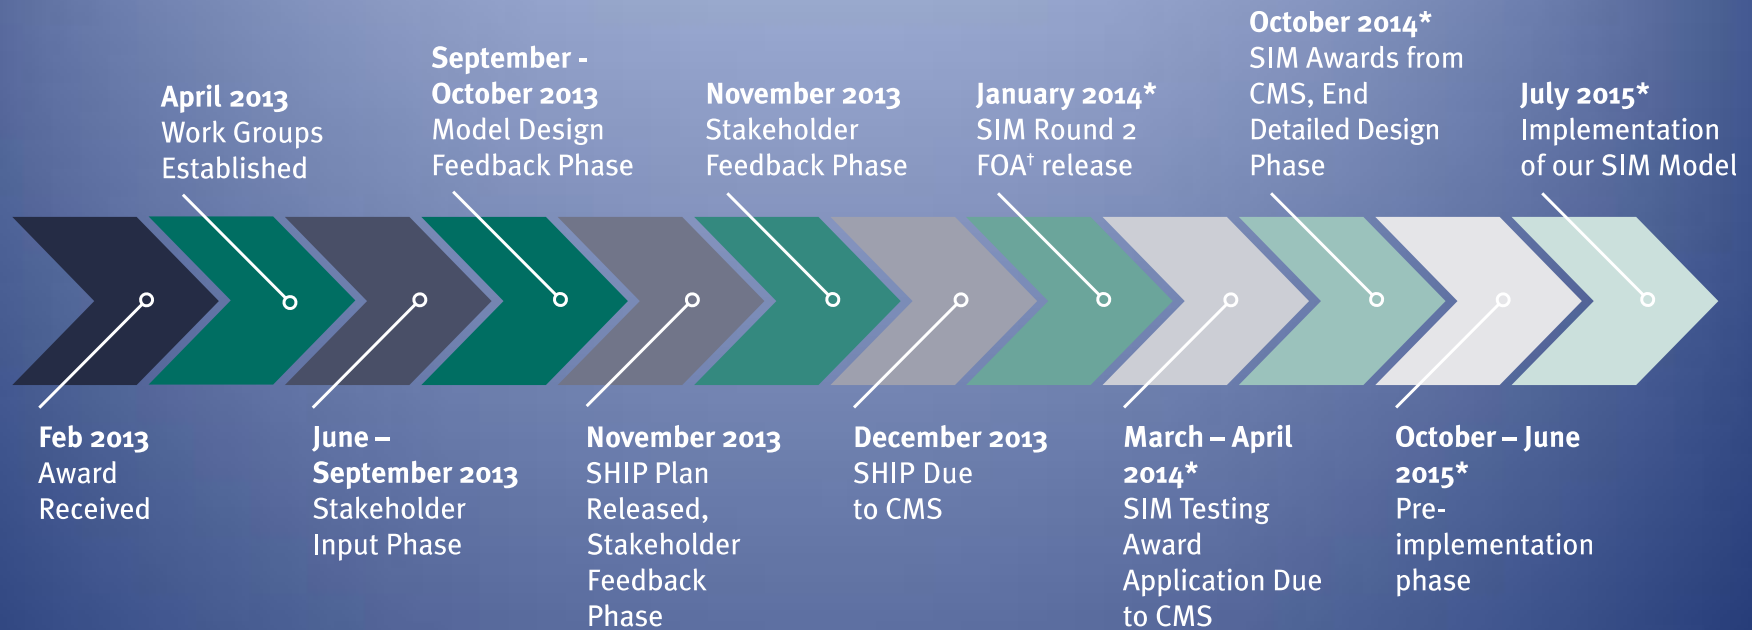 Feb 2013
Award
Received
April 2013
Work Groups
Established
June –
September 2013
Stakeholder
Input Phase
September -
October 2013
Model Design
Feedback Phase
November 2013
SHIP Plan
Released,
Stakeholder
Feedback
Phase
November 2013
Stakeholder
Feedback Phase
December 2013
SHIP Due
to CMS
January 2014*
SIM Round 2
FOA† release
March – April
2014*
SIM Testing
Award
Application Due
to CMS
October 2014*
SIM Awards from
CMS, End
Detailed Design
Phase
October – June
2015*
Pre-
implementation
phase
July 2015*
Implementation
of our SIM Model